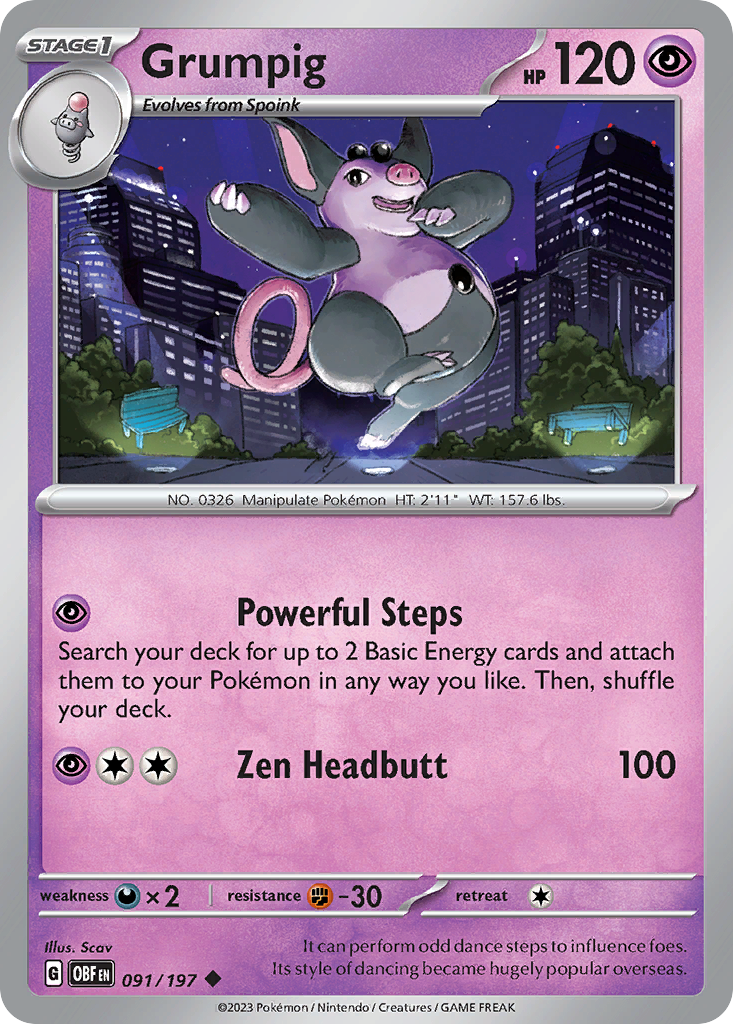 STAGE1
Grumpig
HP 120
Evolves from Spoink
NO. 0326 Manipulate Pokémon HT: 2'11" WT: 157.6 lbs.
Powerful Steps
Search your deck for up to 2 Basic Energy cards and attach
them to your Pokémon in any way you like. Then, shuffle
your deck.
Zen Headbutt 100
weakness ×2 resistance -30 retreat
Illus. Scav
It can perform odd dance steps to influence foes.
Its style of dancing became hugely popular overseas.
G OBF EN 091/197
©2023 Pokémon / Nintendo / Creatures / GAME FREAK